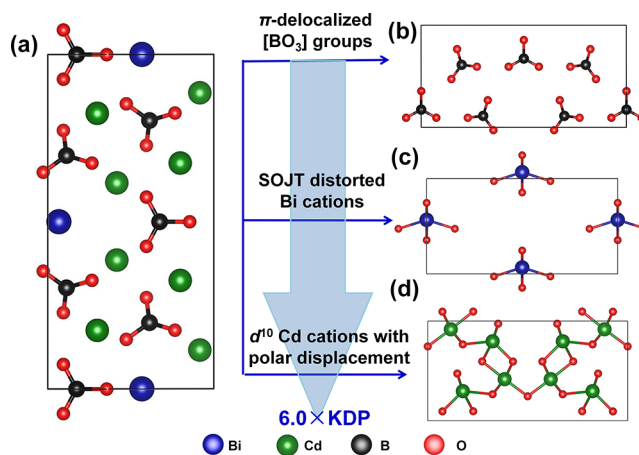 (a)
π-delocalized
[BO₃] groups
(b)
SOJT distorted
Bi cations
(c)
d¹⁰ Cd cations with
polar displacement
(d)
6.0×KDP
Bi Cd B O